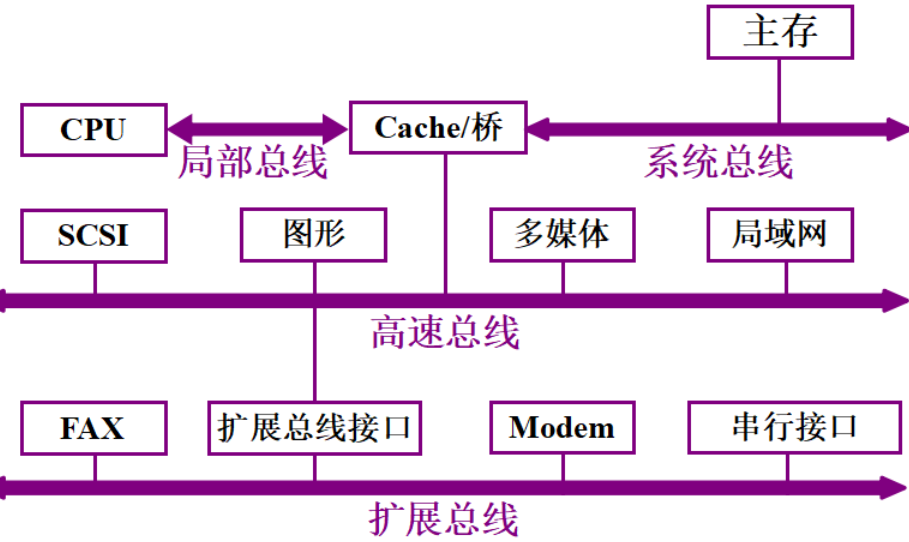 主存
CPU
Cache/桥
局部总线
系统总线
SCSI
图形
多媒体
局域网
高速总线
FAX
扩展总线接口
Modem
串行接口
扩展总线